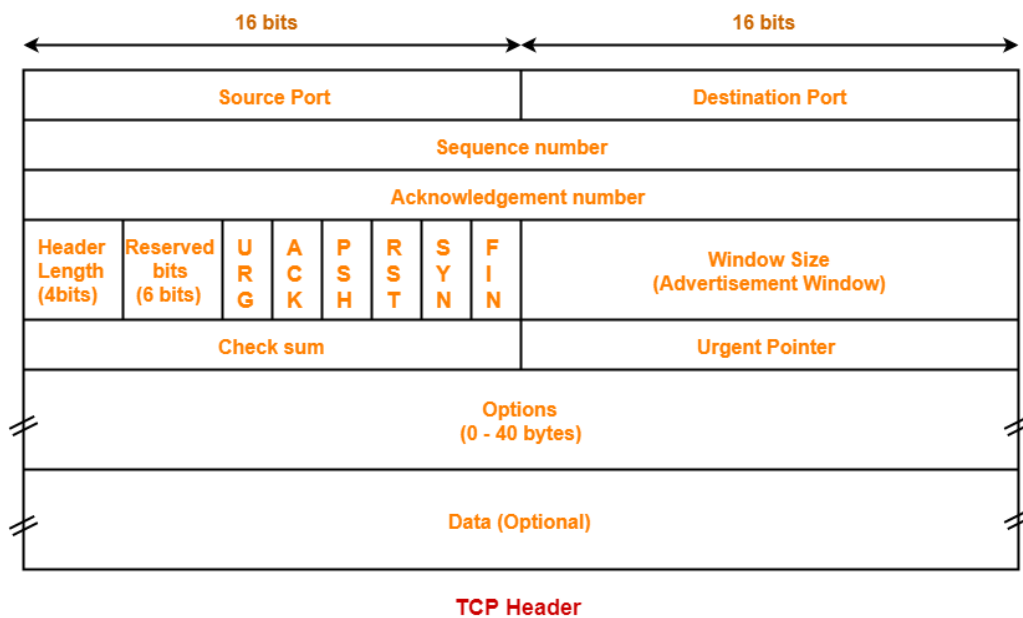 16 bits
16 bits
Source Port
Destination Port
Sequence number
Acknowledgement number
Header
Length
(4bits)
Reserved
bits
(6 bits)
U
R
G
A
C
K
P
S
H
R
S
T
S
Y
N
F
I
N
Window Size
(Advertisement Window)
Check sum
Urgent Pointer
Options
(0 - 40 bytes)
Data (Optional)
TCP Header